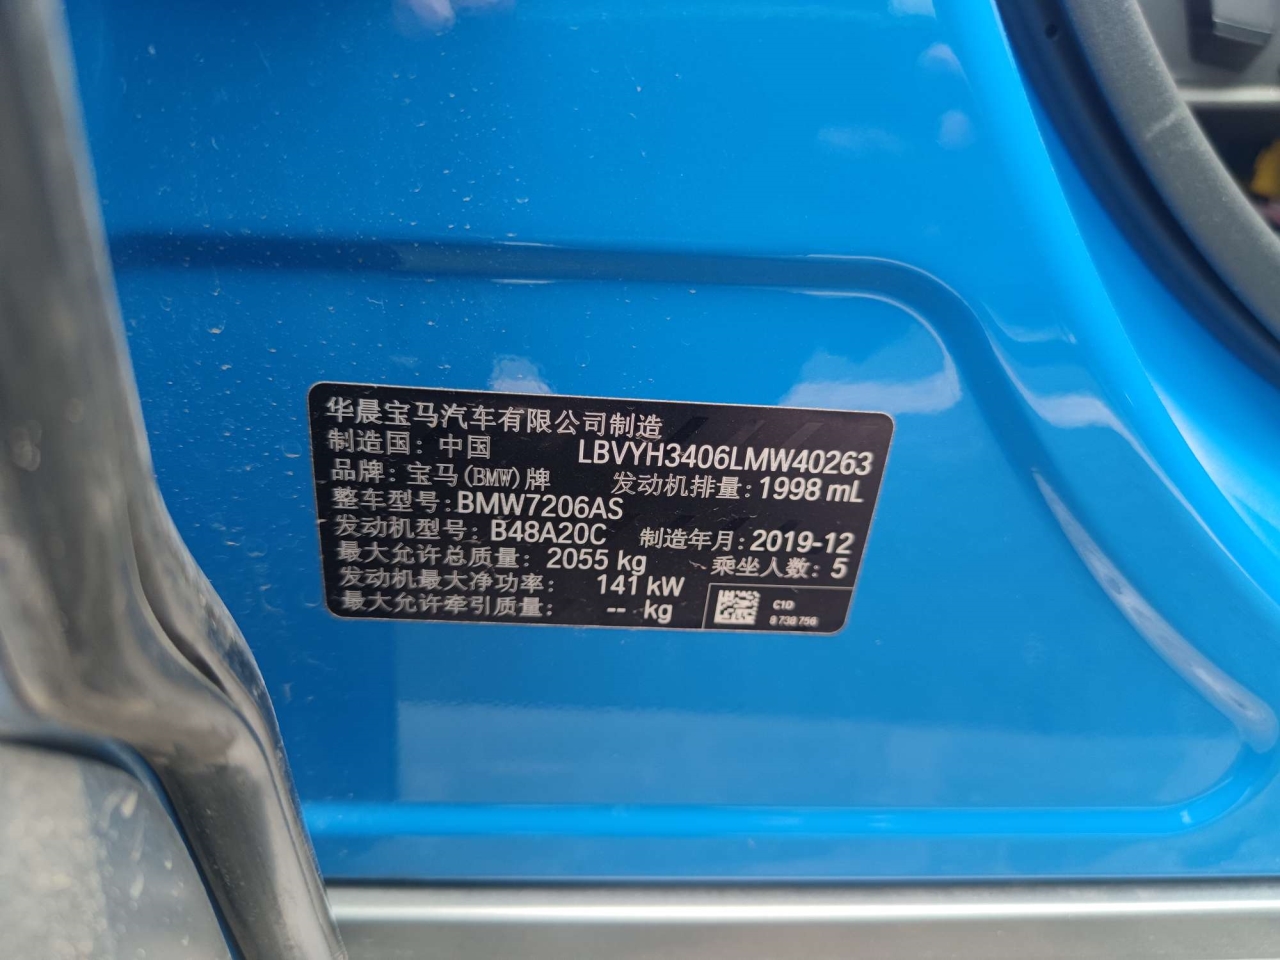 华晨宝马汽车有限公司制造
制造国：中国 LBVYH3406LMW40263
品牌：宝马(BMW)牌 发动机排量：1998 mL
整车型号：BMW7206AS
发动机型号：B48A20C 制造年月：2019-12
最大允许总质量：2055 kg 乘坐人数：5
发动机最大净功率： 141 kW
最大允许牵引质量： -- kg
C1D
8 738 756